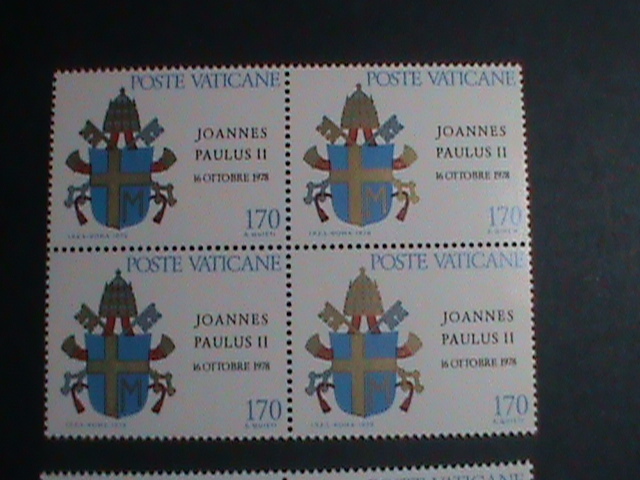 POSTE VATICANE
JOANNES
PAULUS II
16 OTTOBRE 1978
170
POSTE VATICANE
JOANNES
PAULUS II
16 OTTOBRE 1978
170
POSTE VATICANE
JOANNES
PAULUS II
16 OTTOBRE 1978
M
170
POSTE VATICANE
JOANNES
PAULUS II
16 OTTOBRE 1978
M
170